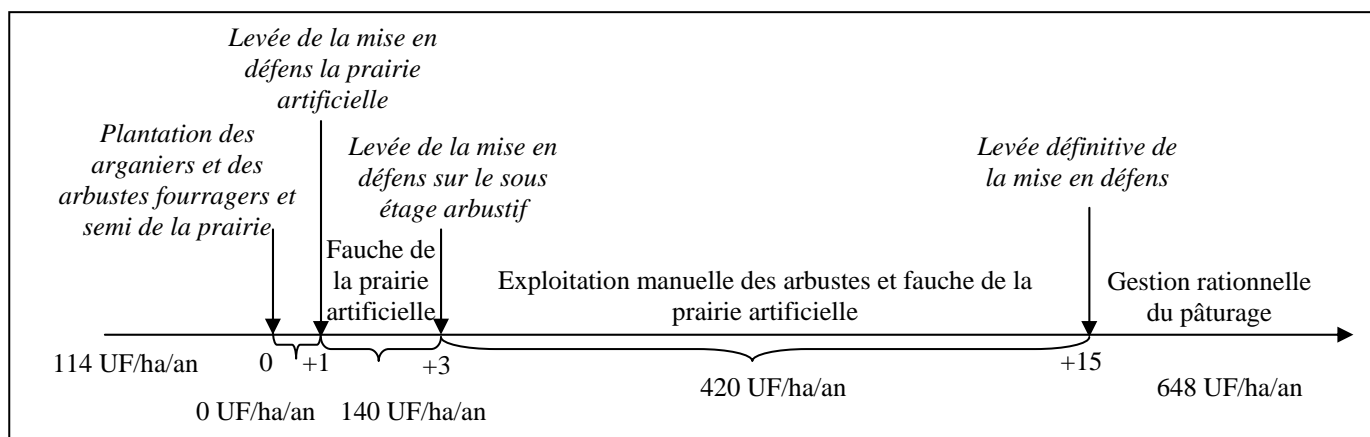 Levée de la mise en
défens la prairie
artificielle
Plantation des
arganiers et des
arbustes fourragers et
semi de la prairie
Levée de la mise en
défens sur le sous
étage arbustif
Levée définitive de
la mise en défens
Fauche de
la prairie
artificielle
Exploitation manuelle des arbustes et fauche de la
prairie artificielle
Gestion rationnelle
du pâturage
114 UF/ha/an
0
+1
+3
+15
0 UF/ha/an
140 UF/ha/an
420 UF/ha/an
648 UF/ha/an